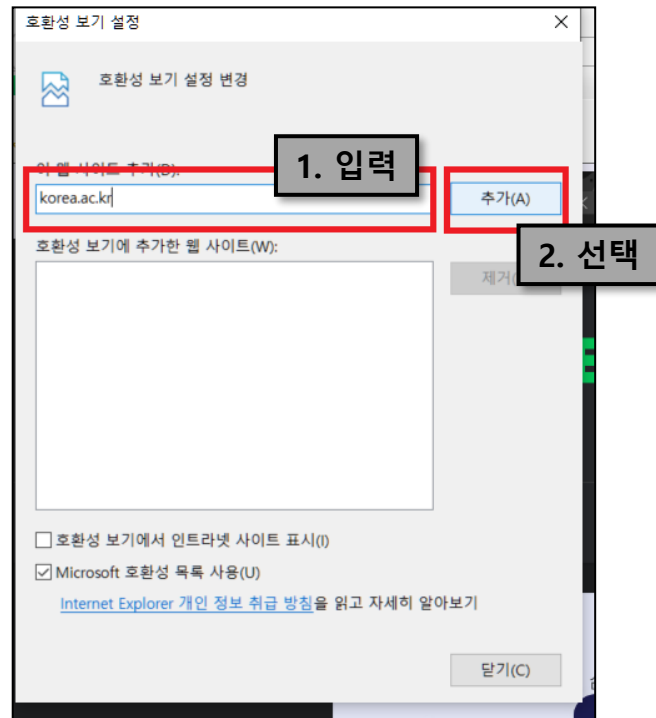 호환성 보기 설정
호환성 보기 설정 변경
1. 입력
korea.ac.kr
추가(A)
호환성 보기에 추가한 웹 사이트(W):
2. 선택
호환성 보기에서 인트라넷 사이트 표시(I)
Microsoft 호환성 목록 사용(U)
Internet Explorer 개인 정보 취급 방침을 읽고 자세히 알아보기
닫기(C)